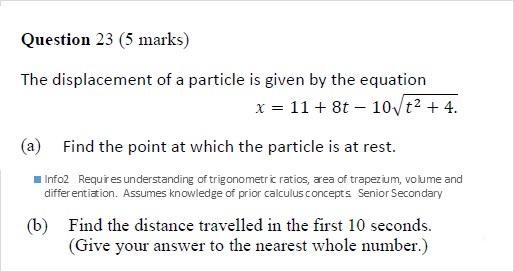 Question 23 (5 marks)
The displacement of a particle is given by the equation
x = 11 + 8t − 10√(t² + 4).
(a) Find the point at which the particle is at rest.
Info2 Requires understanding of trigonometric ratios, area of trapezium, volume and
differentiation. Assumes knowledge of prior calculus concepts. Senior Secondary
(b) Find the distance travelled in the first 10 seconds.
(Give your answer to the nearest whole number.)